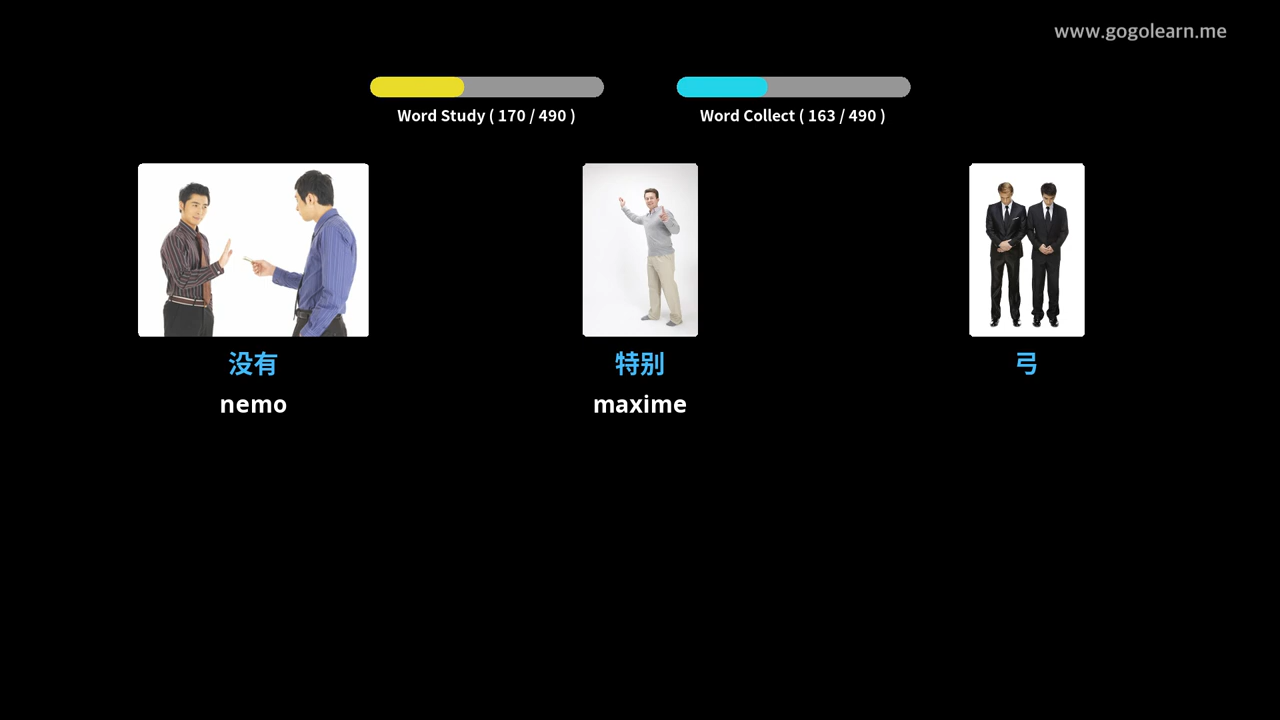 www.gogolearn.me
Word Study ( 170 / 490 )
Word Collect ( 163 / 490 )
没有
nemo
特别
maxime
弓